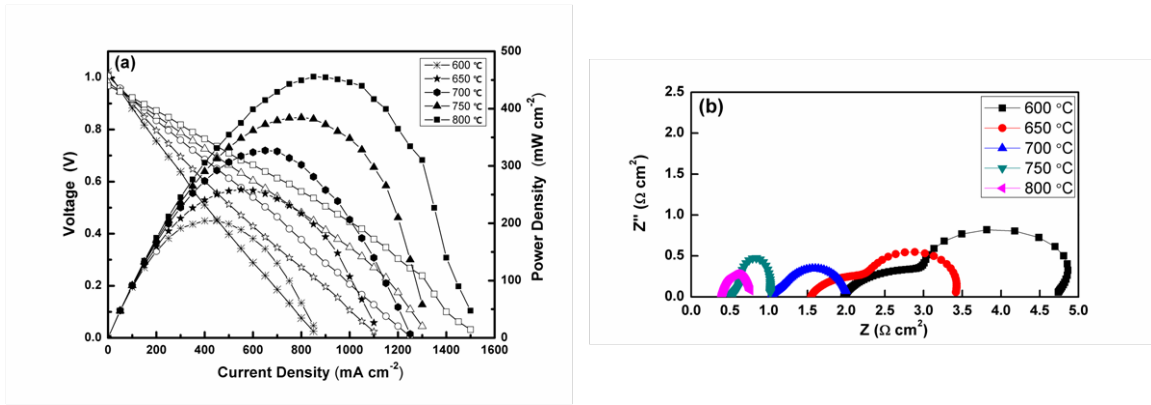 (a)
500
400
300
200
100
0
1.0
0.8
0.6
0.4
0.2
0.0
Voltage (V)
Power Density (mW cm⁻²)
600 ℃
650 ℃
700 ℃
750 ℃
800 ℃
0 200 400 600 800 1000 1200 1400 1600
Current Density (mA cm⁻²)
(b)
2.5
2.0
1.5
1.0
0.5
0.0
Z'' (Ω cm²)
600 °C
650 °C
700 °C
750 °C
800 °C
0.0 0.5 1.0 1.5 2.0 2.5 3.0 3.5 4.0 4.5 5.0
Z (Ω cm²)